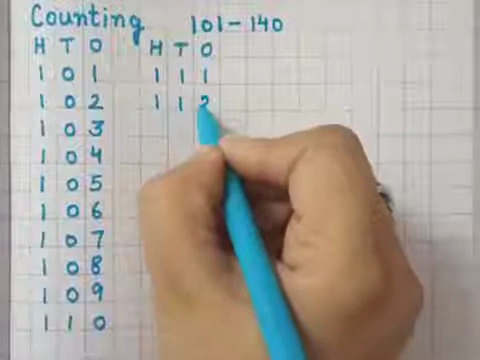 Counting 101-140
H T O H T O
1 0 1 1 1 1
1 0 2 1 1 2
1 0 3
1 0 4
1 0 5
1 0 6
1 0 7
1 0 8
1 0 9
1 1 0